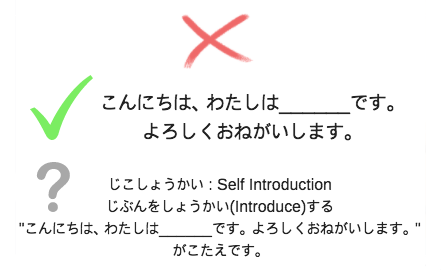 こんにちは、わたしは______です。
よろしくおねがいします。
じこしょうかい : Self Introduction
じぶんをしょうかい(Introduce)する
"こんにちは、わたしは______です。よろしくおねがいします。"
がこたえです。